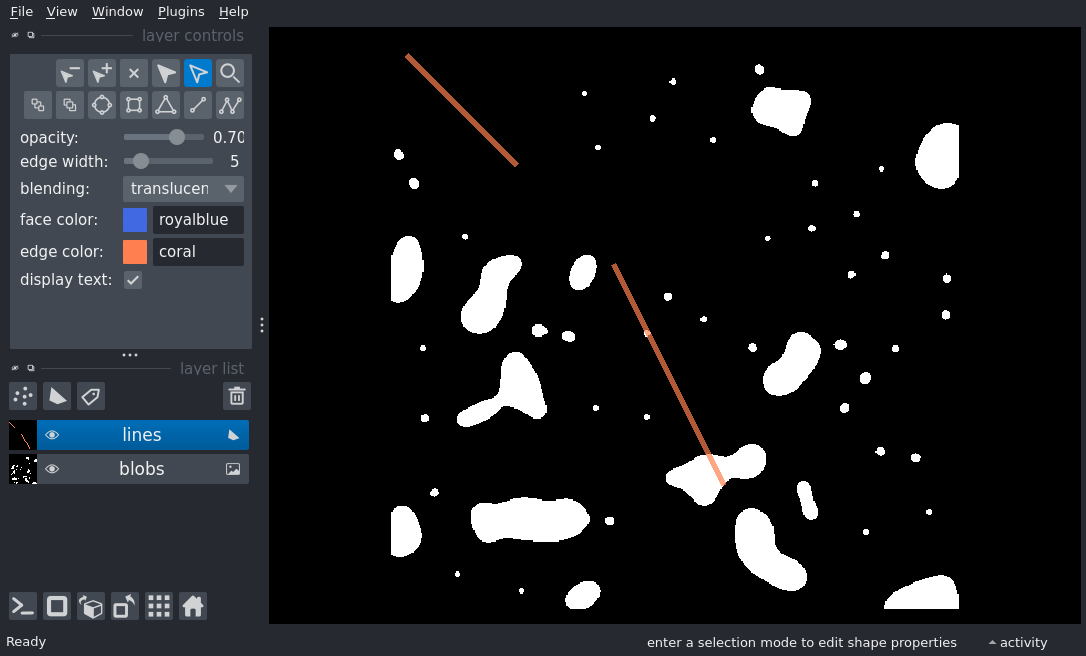 File View Window Plugins Help
layer controls
opacity: 0.70
edge width: 5
blending: translucen
face color: royalblue
edge color: coral
display text:
layer list
lines
blobs
Ready enter a selection mode to edit shape properties activity